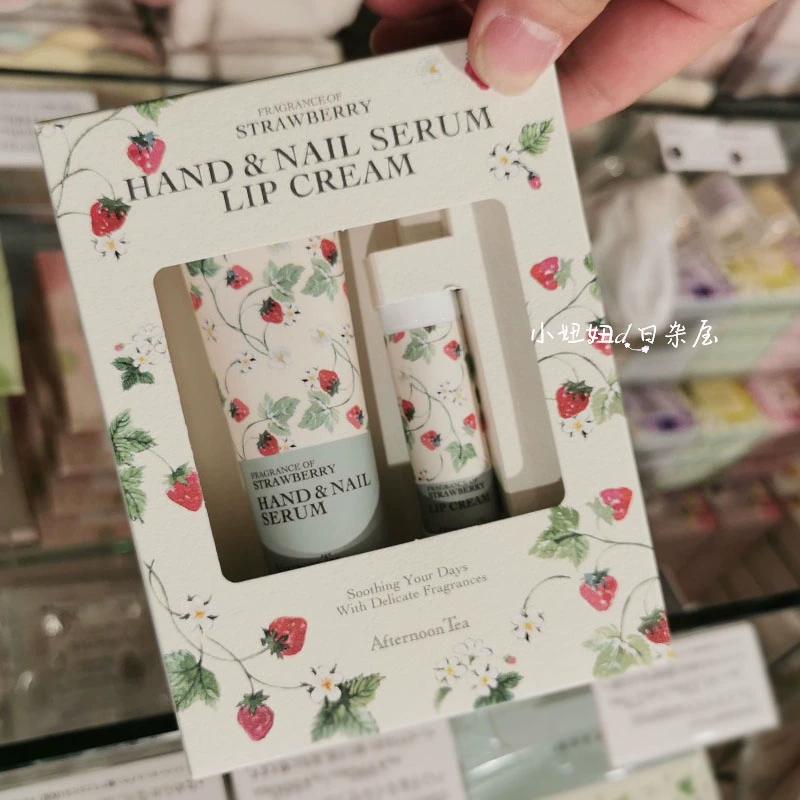 FRAGRANCE OF
STRAWBERRY
HAND & NAIL SERUM
LIP CREAM
小妞妞d日杂屋
FRAGRANCE OF
STRAWBERRY
HAND & NAIL
SERUM
FRAGRANCE OF
STRAWBERRY
LIP CREAM
Soothing Your Days
With Delicate Fragrances
Afternoon Tea